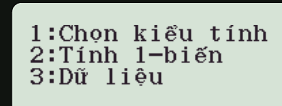 1:Chọn kiểu tính
2:Tính 1-biến
3:Dữ liệu